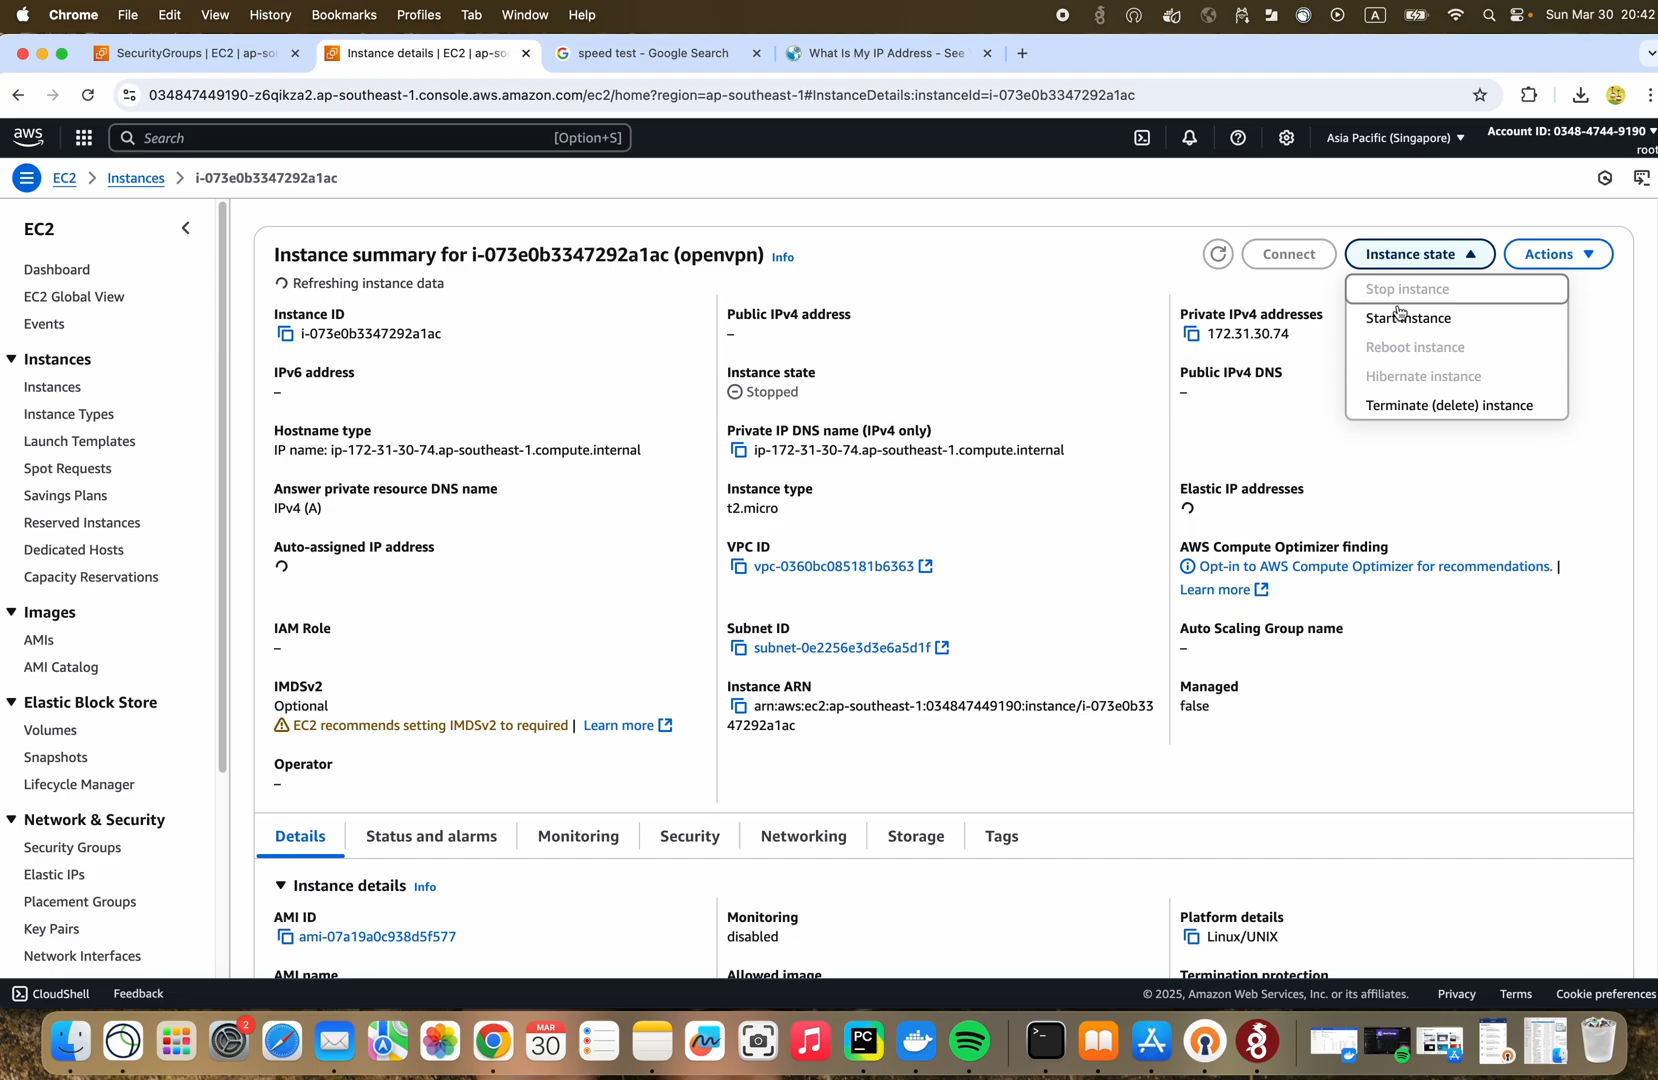 Chrome File Edit View History Bookmarks Profiles Tab Window Help
A
Sun Mar 30 20:42
SecurityGroups | EC2 | ap-so
Instance details | EC2 | ap-so
speed test - Google Search
What Is My IP Address - See
034847449190-z6qikza2.ap-southeast-1.console.aws.amazon.com/ec2/home?region=ap-southeast-1#InstanceDetails:instanceId=i-073e0b3347292a1ac
aws
Search
[Option+S]
Asia Pacific (Singapore)
Account ID: 0348-4744-9190
root
EC2
Instances
i-073e0b3347292a1ac
EC2
Dashboard
EC2 Global View
Events
Instances
Instances
Instance Types
Launch Templates
Spot Requests
Savings Plans
Reserved Instances
Dedicated Hosts
Capacity Reservations
Images
AMIs
AMI Catalog
Elastic Block Store
Volumes
Snapshots
Lifecycle Manager
Network & Security
Security Groups
Elastic IPs
Placement Groups
Key Pairs
Network Interfaces
Instance summary for i-073e0b3347292a1ac (openvpn) Info
Refreshing instance data
Connect
Instance state
Actions
Stop instance
Start instance
Reboot instance
Hibernate instance
Terminate (delete) instance
Instance ID
i-073e0b3347292a1ac
Public IPv4 address
–
Private IPv4 addresses
172.31.30.74
IPv6 address
–
Instance state
Stopped
Public IPv4 DNS
–
Hostname type
IP name: ip-172-31-30-74.ap-southeast-1.compute.internal
Private IP DNS name (IPv4 only)
ip-172-31-30-74.ap-southeast-1.compute.internal
Answer private resource DNS name
IPv4 (A)
Instance type
t2.micro
Elastic IP addresses
Auto-assigned IP address
VPC ID
vpc-0360bc085181b6363
AWS Compute Optimizer finding
Opt-in to AWS Compute Optimizer for recommendations. |
Learn more
IAM Role
–
Subnet ID
subnet-0e2256e3d3e6a5d1f
Auto Scaling Group name
–
IMDSv2
Optional
EC2 recommends setting IMDSv2 to required | Learn more
Instance ARN
arn:aws:ec2:ap-southeast-1:034847449190:instance/i-073e0b33
47292a1ac
Managed
false
Operator
–
Details
Status and alarms
Monitoring
Security
Networking
Storage
Tags
Instance details Info
AMI ID
ami-07a19a0c938d5f577
Monitoring
disabled
Platform details
Linux/UNIX
AMI name
Allowed image
Termination protection
CloudShell
Feedback
© 2025, Amazon Web Services, Inc. or its affiliates.
Privacy
Terms
Cookie preferences
2
MAR
30
PC